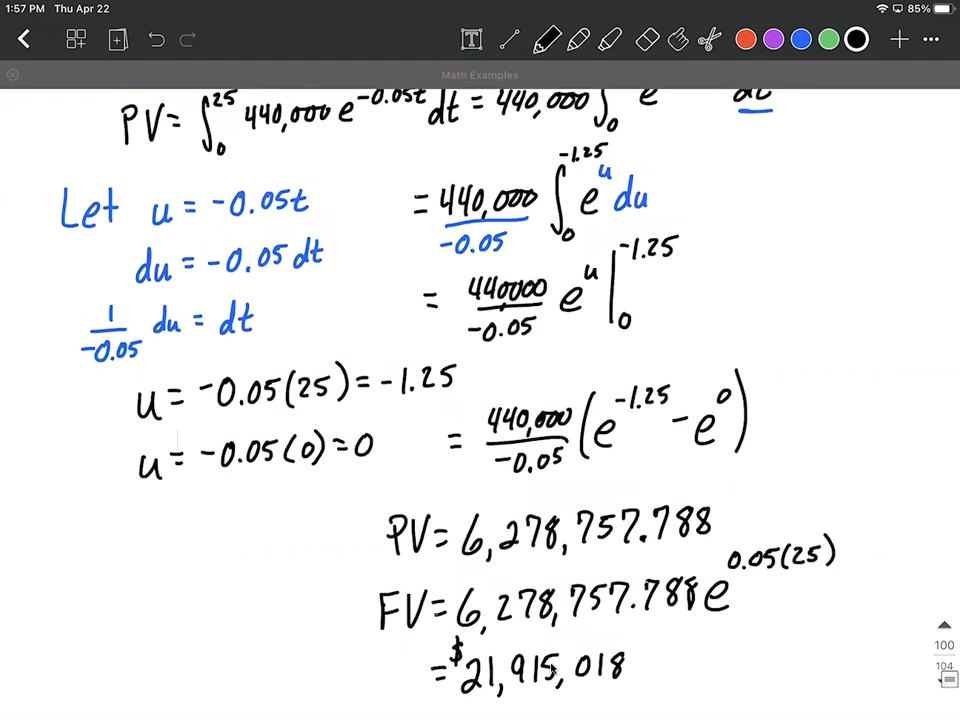 1:57 PM Thu Apr 22 85%
Math Examples
PV = ∫₀²⁵ 440,000 e^(-0.05t) dt = 440,000 ∫₀ e dt
Let u = -0.05t
= 440,000/-0.05 ∫₀^(-1.25) e^u du
du = -0.05 dt
= 440000/-0.05 e^u |₀^(-1.25)
1/-0.05 du = dt
u = -0.05(25) = -1.25
u = -0.05(0) = 0
= 440,000/-0.05 (e^(-1.25) - e^0)
PV = 6,278,757.788
FV = 6,278,757.788 e^(0.05(25))
= $21,915,018
100
104